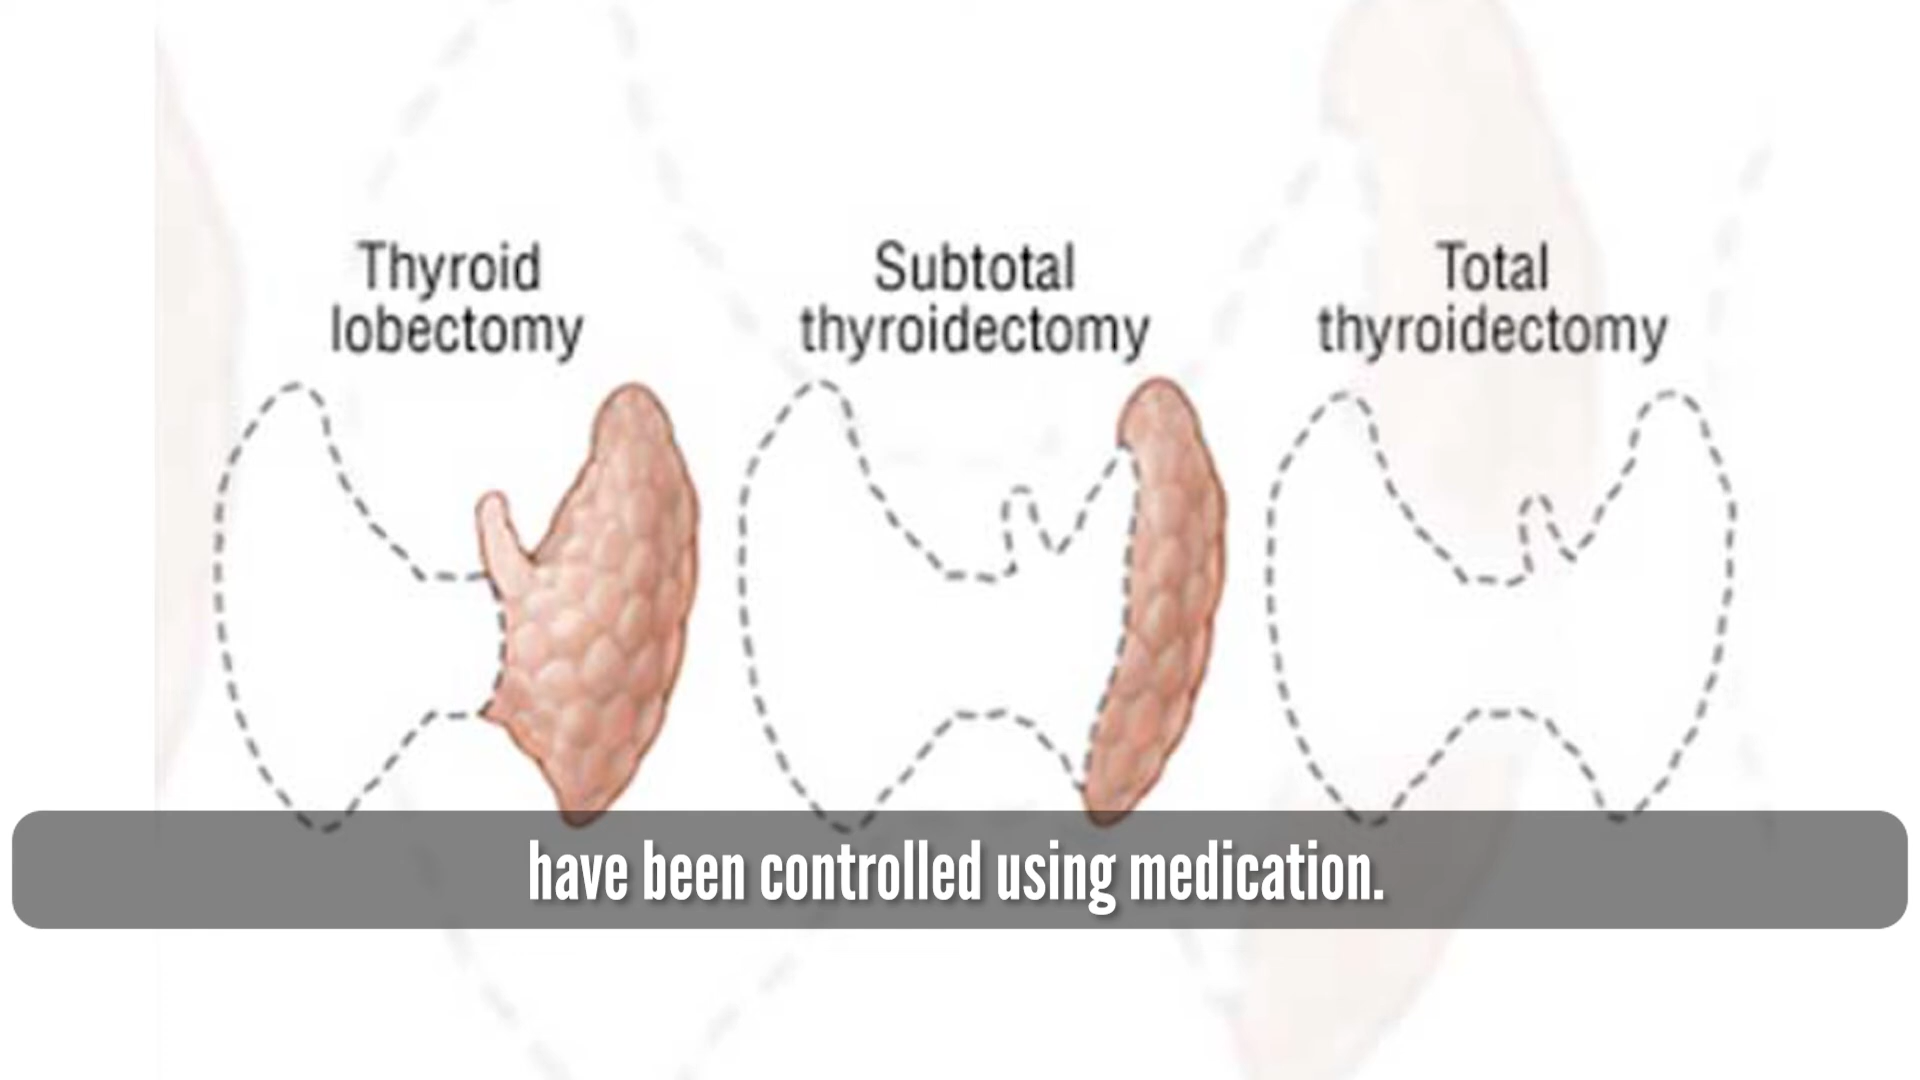 Thyroid
lobectomy
Subtotal
thyroidectomy
Total
thyroidectomy
have been controlled using medication.